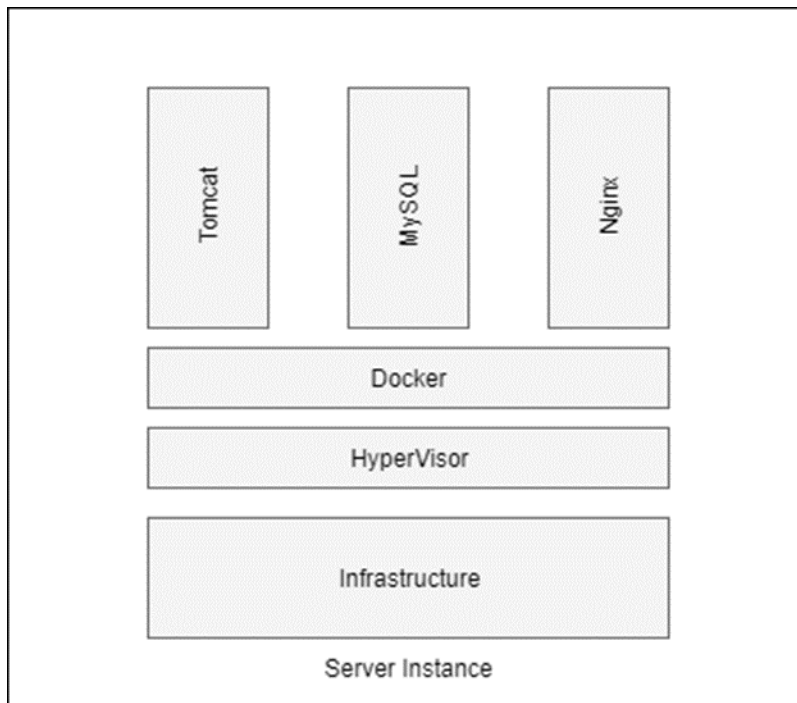 Tomcat
MySQL
Nginx
Docker
HyperVisor
Infrastructure
Server Instance